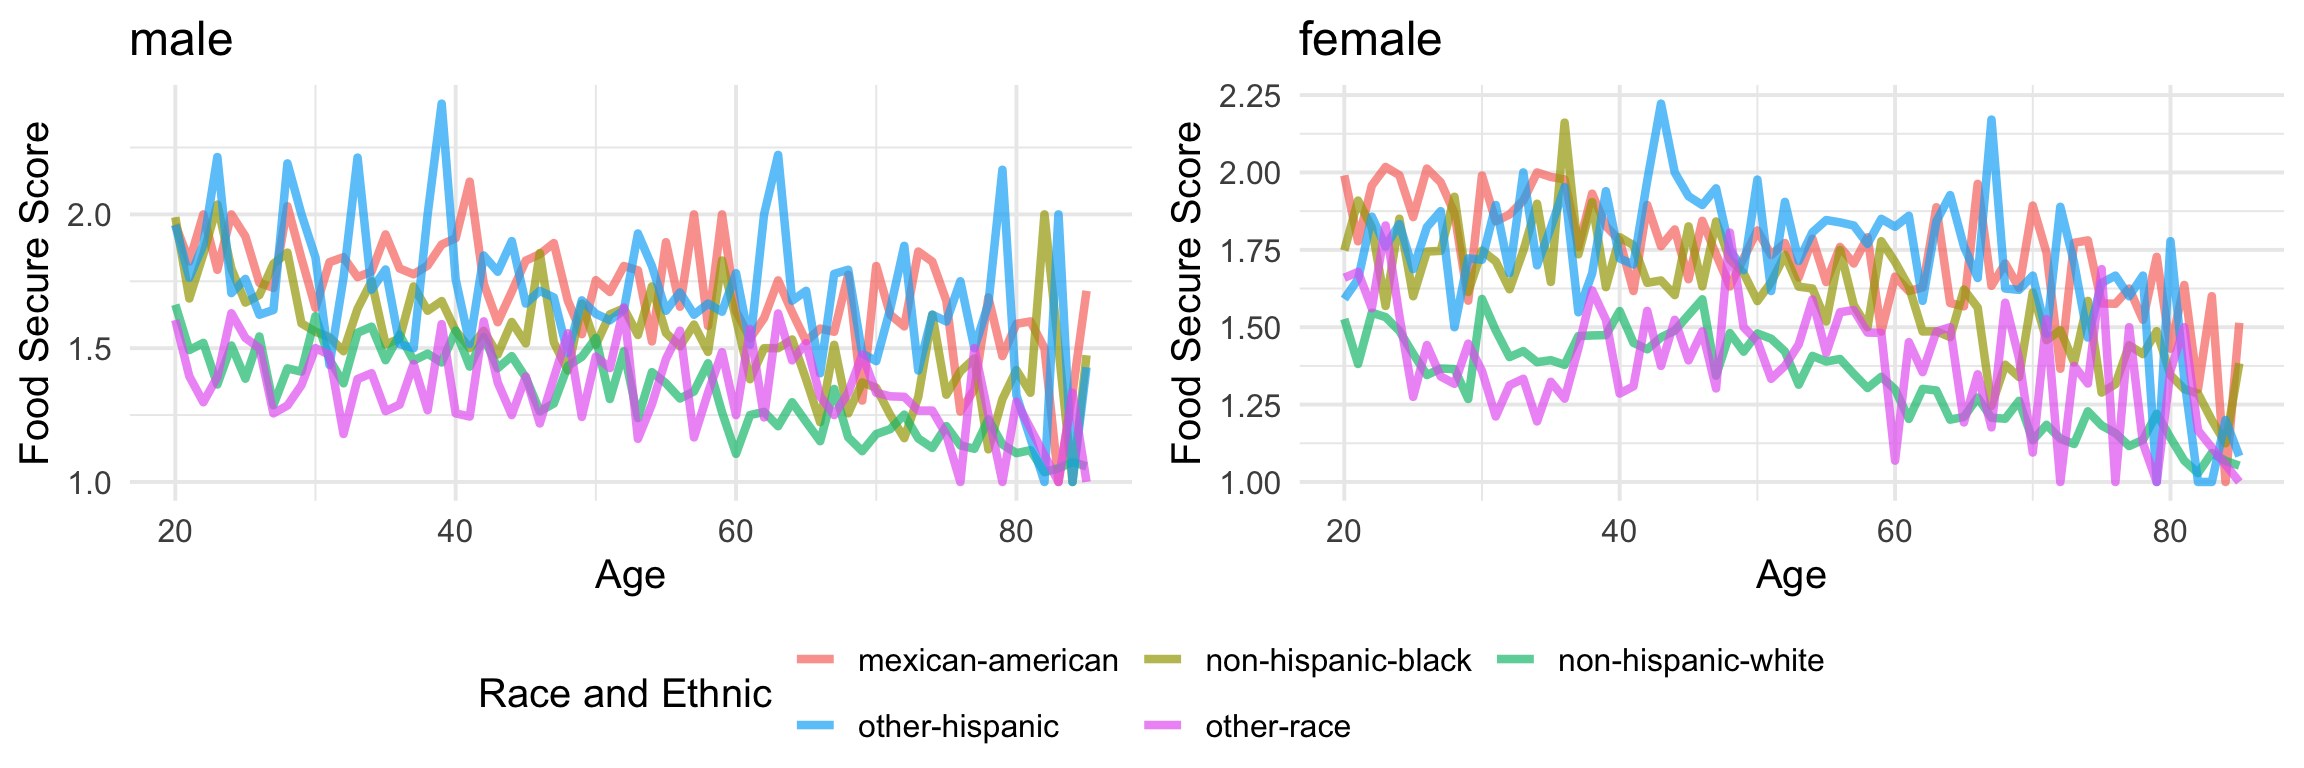 male
Food Secure Score
2.0
1.5
1.0
20 40 60 80
Age
female
Food Secure Score
2.25
2.00
1.75
1.50
1.25
1.00
20 40 60 80
Age
Race and Ethnic
mexican-american non-hispanic-black non-hispanic-white
other-hispanic other-race